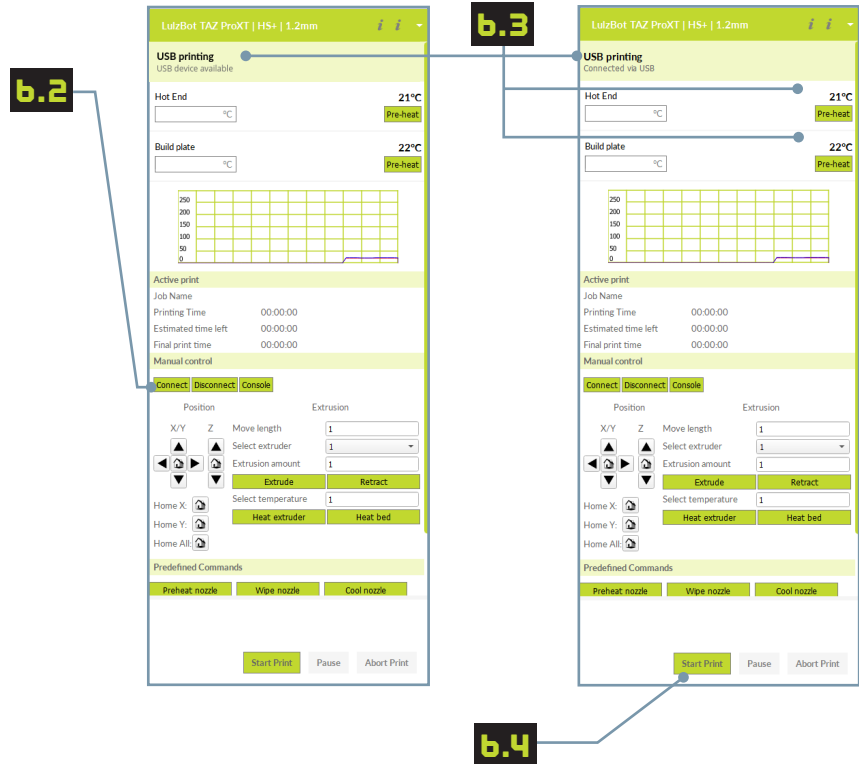 6.2
6.3
LulzBot TAZ ProXT | HS+ | 1.2mm i i
USB printing
USB device available
Hot End 21°C
°C Pre-heat
Build plate 22°C
°C Pre-heat
250
200
150
100
50
0
Active print
Job Name
Printing Time 00:00:00
Estimated time left 00:00:00
Final print time 00:00:00
Manual control
Connect Disconnect Console
Position Extrusion
X/Y Z Move length 1
Select extruder 1
Extrusion amount 1
Extrude Retract
Select temperature 1
Home X:
Heat extruder Heat bed
Home Y:
Home All:
Predefined Commands
Preheat nozzle Wipe nozzle Cool nozzle
Start Print Pause Abort Print
LulzBot TAZ ProXT | HS+ | 1.2mm i i
USB printing
Connected via USB
Hot End 21°C
°C Pre-heat
Build plate 22°C
°C Pre-heat
250
200
150
100
50
0
Active print
Job Name
Printing Time 00:00:00
Estimated time left 00:00:00
Final print time 00:00:00
Manual control
Connect Disconnect Console
Position Extrusion
X/Y Z Move length 1
Select extruder 1
Extrusion amount 1
Extrude Retract
Select temperature 1
Home X:
Heat extruder Heat bed
Home Y:
Home All:
Predefined Commands
Preheat nozzle Wipe nozzle Cool nozzle
Start Print Pause Abort Print
6.4